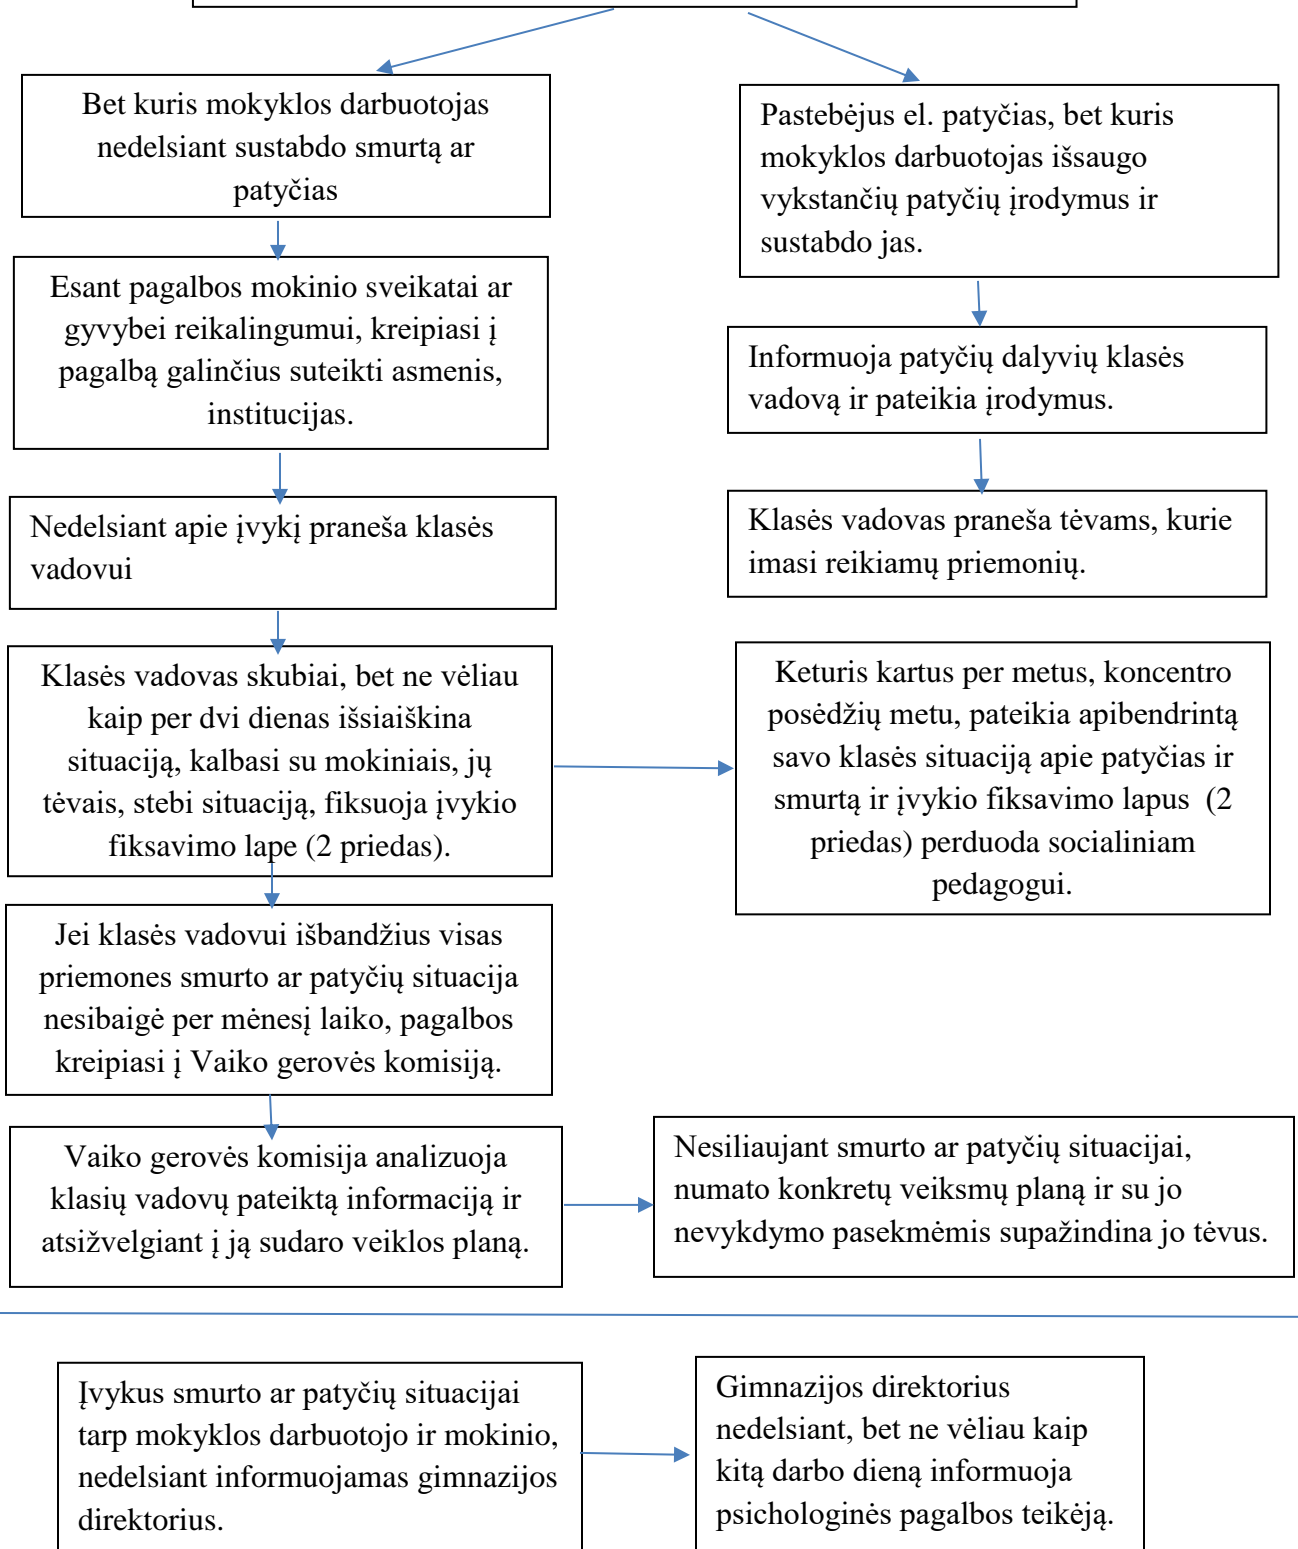 Bet kuris mokyklos darbuotojas
nedelsiant sustabdo smurtą ar
patyčias
Pastebėjus el. patyčias, bet kuris
mokyklos darbuotojas išsaugo
vykstančių patyčių įrodymus ir
sustabdo jas.
Esant pagalbos mokinio sveikatai ar
gyvybei reikalingumui, kreipiasi į
pagalbą galinčius suteikti asmenis,
institucijas.
Informuoja patyčių dalyvių klasės
vadovą ir pateikia įrodymus.
Nedelsiant apie įvykį praneša klasės
vadovui
Klasės vadovas praneša tėvams, kurie
imasi reikiamų priemonių.
Klasės vadovas skubiai, bet ne vėliau
kaip per dvi dienas išsiaiškina
situaciją, kalbasi su mokiniais, jų
tėvais, stebi situaciją, fiksuoja įvykio
fiksavimo lape (2 priedas).
Keturis kartus per metus, koncentro
posėdžių metu, pateikia apibendrintą
savo klasės situaciją apie patyčias ir
smurtą ir įvykio fiksavimo lapus (2
priedas) perduoda socialiniam
pedagogui.
Jei klasės vadovui išbandžius visas
priemones smurto ar patyčių situacija
nesibaigė per mėnesį laiko, pagalbos
kreipiasi į Vaiko gerovės komisiją.
Vaiko gerovės komisija analizuoja
klasių vadovų pateiktą informaciją ir
atsižvelgiant į ją sudaro veiklos planą.
Nesiliaujant smurto ar patyčių situacijai,
numato konkretų veiksmų planą ir su jo
nevykdymo pasekmėmis supažindina jo tėvus.
Įvykus smurto ar patyčių situacijai
tarp mokyklos darbuotojo ir mokinio,
nedelsiant informuojamas gimnazijos
direktorius.
Gimnazijos direktorius
nedelsiant, bet ne vėliau kaip
kitą darbo dieną informuoja
psichologinės pagalbos teikėją.